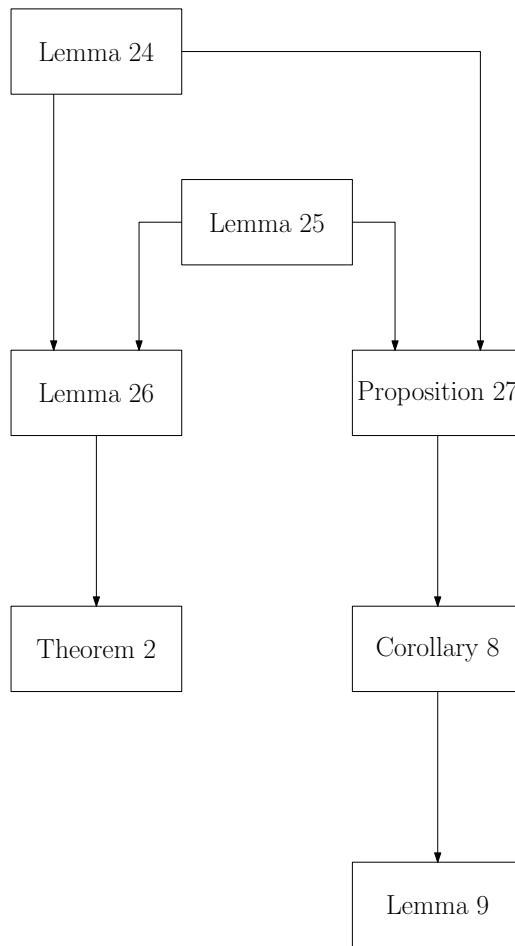 Lemma 24
Lemma 25
Lemma 26
Proposition 27
Theorem 2
Corollary 8
Lemma 9